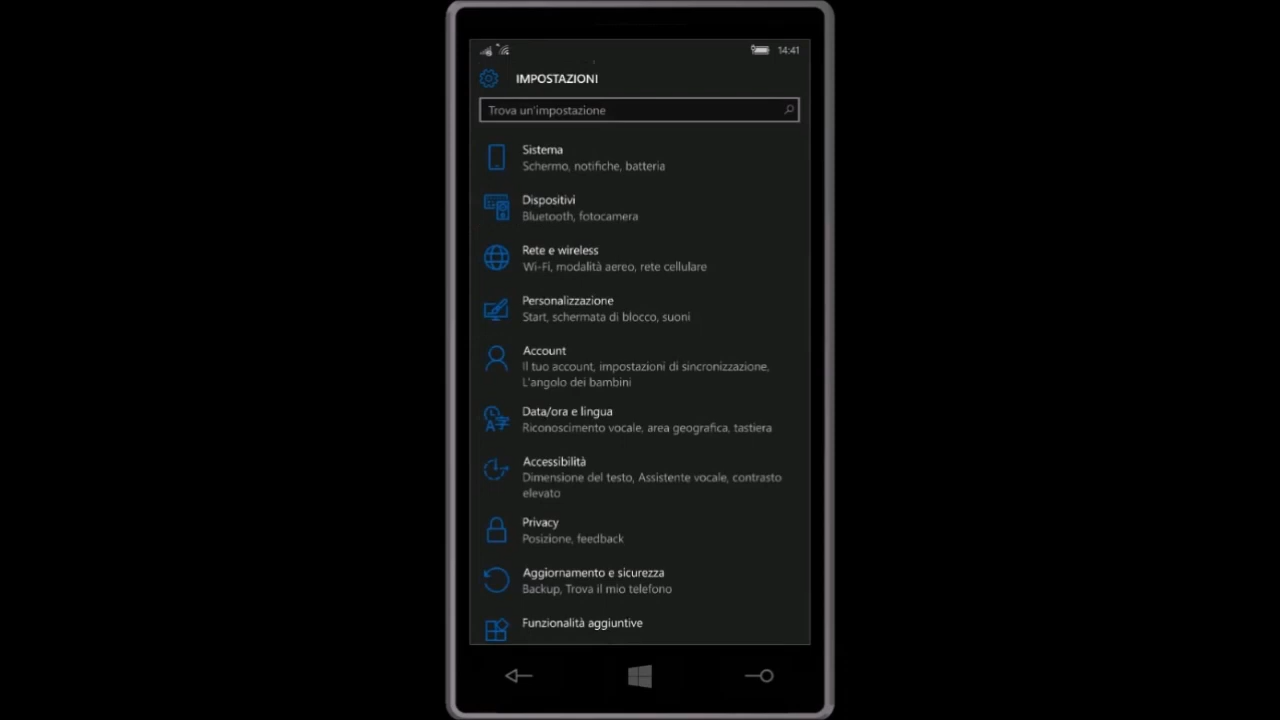 14:41
IMPOSTAZIONI
Trova un'impostazione
Sistema
Schermo, notifiche, batteria
Dispositivi
Bluetooth, fotocamera
Rete e wireless
Wi-Fi, modalità aereo, rete cellulare
Personalizzazione
Start, schermata di blocco, suoni
Account
Il tuo account, impostazioni di sincronizzazione,
L'angolo dei bambini
Data/ora e lingua
Riconoscimento vocale, area geografica, tastiera
Accessibilità
Dimensione del testo, Assistente vocale, contrasto
elevato
Privacy
Posizione, feedback
Aggiornamento e sicurezza
Backup, Trova il mio telefono
Funzionalità aggiuntive